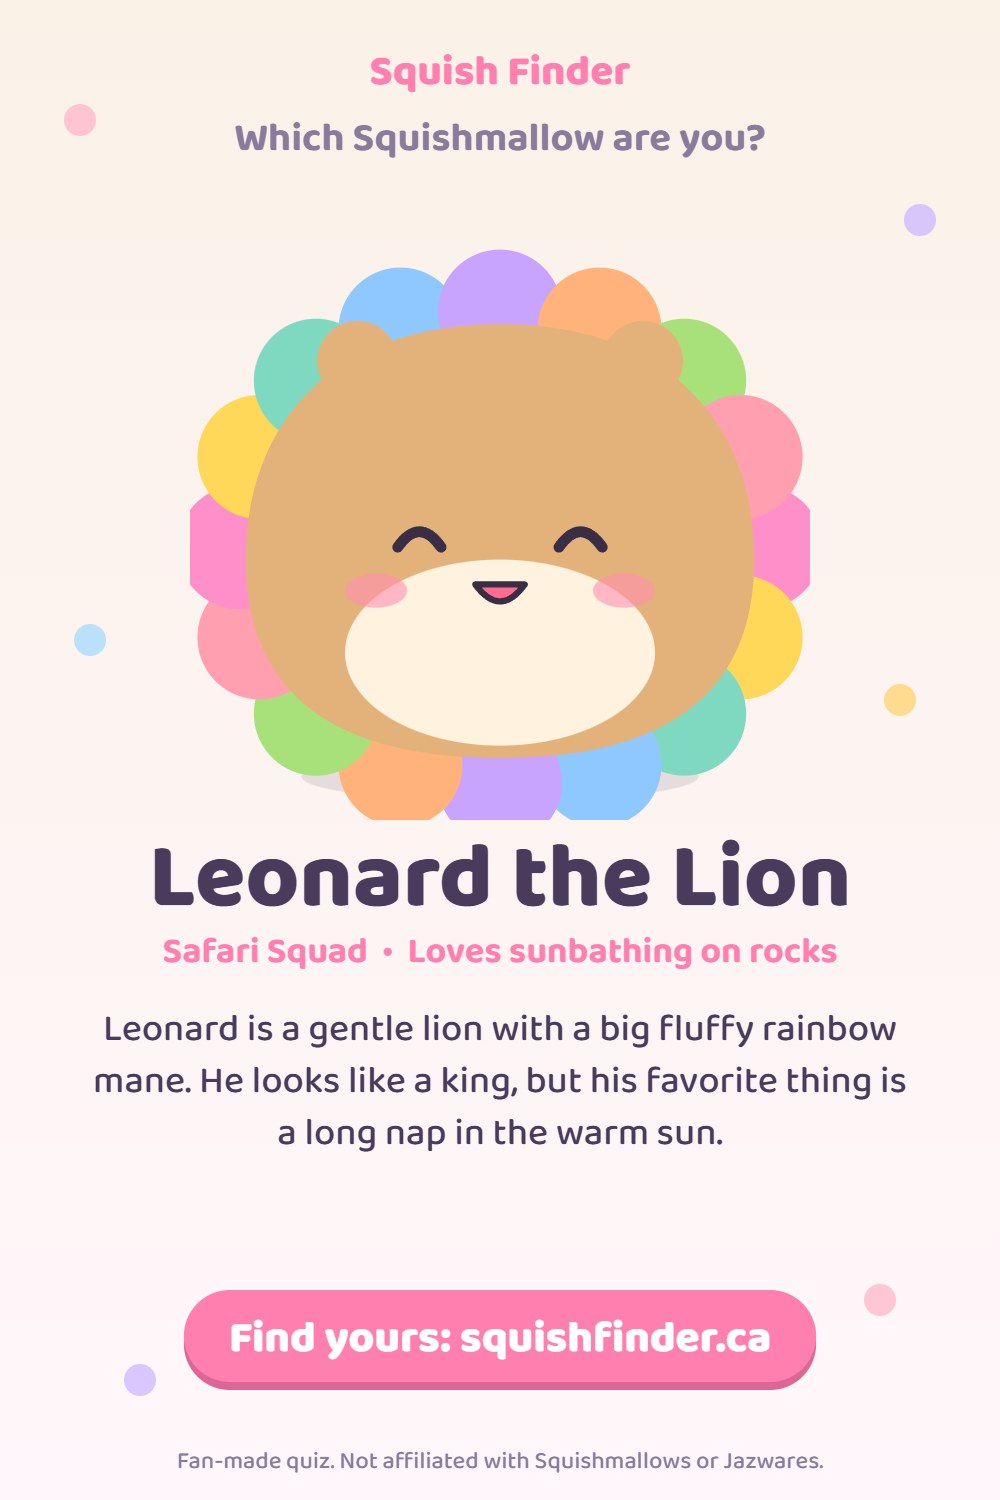 Squish Finder
Which Squishmallow are you?
Leonard the Lion
Safari Squad • Loves sunbathing on rocks
Leonard is a gentle lion with a big fluffy rainbow
mane. He looks like a king, but his favorite thing is
a long nap in the warm sun.
Find yours: squishfinder.ca
Fan-made quiz. Not affiliated with Squishmallows or Jazwares.